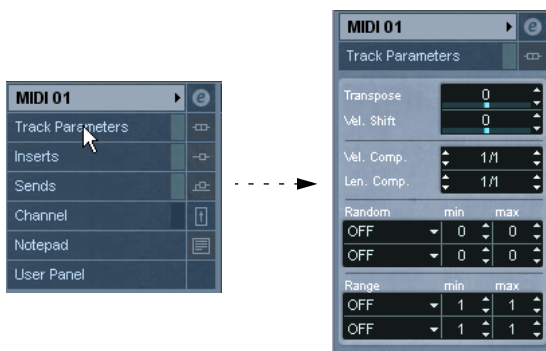 MIDI 01 e
Track Parameters
Inserts
Sends
Channel
Notepad
User Panel
MIDI 01 e
Track Parameters
Transpose 0
Vel. Shift 0
Vel. Comp. 1/1
Len. Comp. 1/1
Random min max
OFF 0 0
OFF 0 0
Range min max
OFF 1 1
OFF 1 1